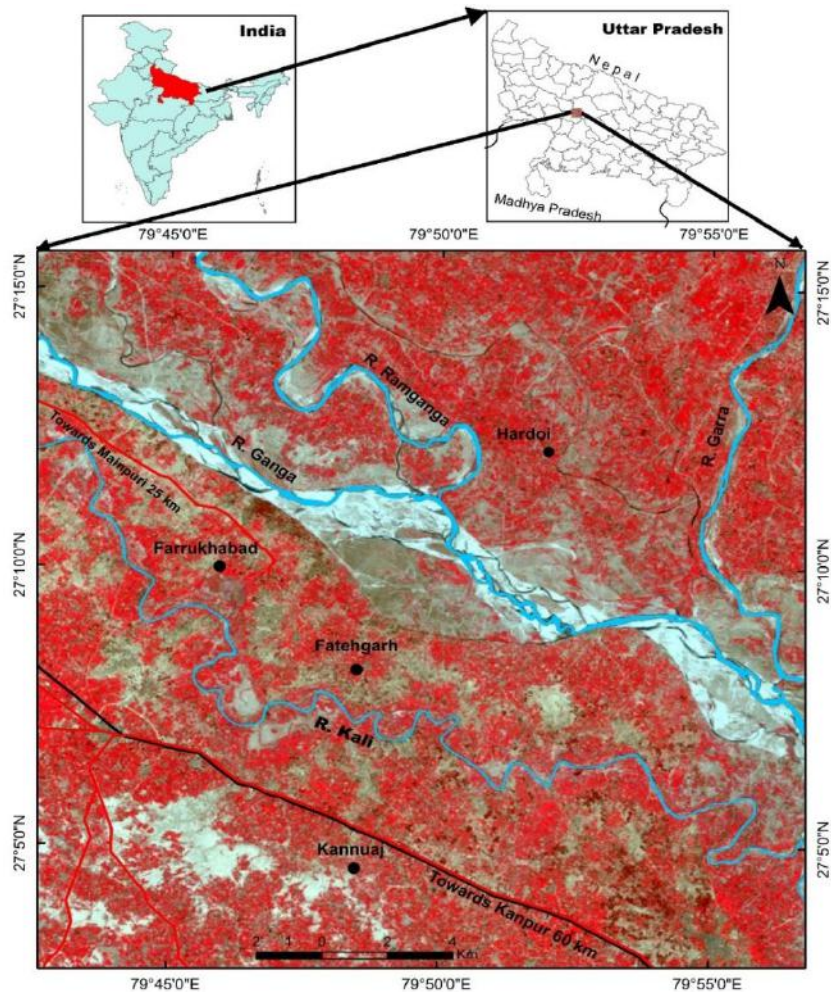 India
Uttar Pradesh
Nepal
Madhya Pradesh
79°45'0"E 79°50'0"E 79°55'0"E
27°15'0"N
27°15'0"N
N
R. Ramganga
R. Garra
Hardoi
R. Ganga
Towards Mainpuri 25 km
27°10'0"N
27°10'0"N
Farrukhabad
Fatehgarh
R. Kali
27°5'0"N
27°5'0"N
Kannuaj
Towards Kanpur 60 km
2 1 0 2 4
Km
79°45'0"E 79°50'0"E 79°55'0"E